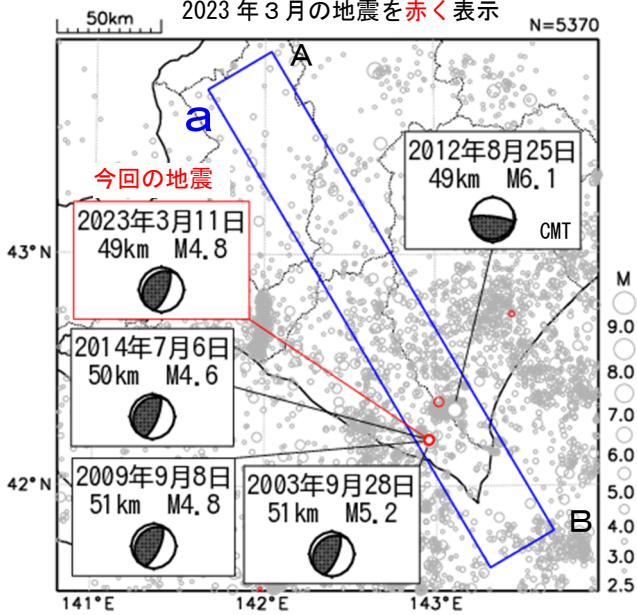 2023年３月の地震を赤く表示
50km
N=5370
A
a
今回の地震
2012年8月25日
49km M6.1
CMT
2023年3月11日
49km M4.8
43°N
2014年7月6日
50km M4.6
2009年9月8日
51km M4.8
2003年9月28日
51km M5.2
42°N
B
M
9.0
8.0
7.0
6.0
5.0
4.0
3.0
2.5
141°E
142°E
143°E